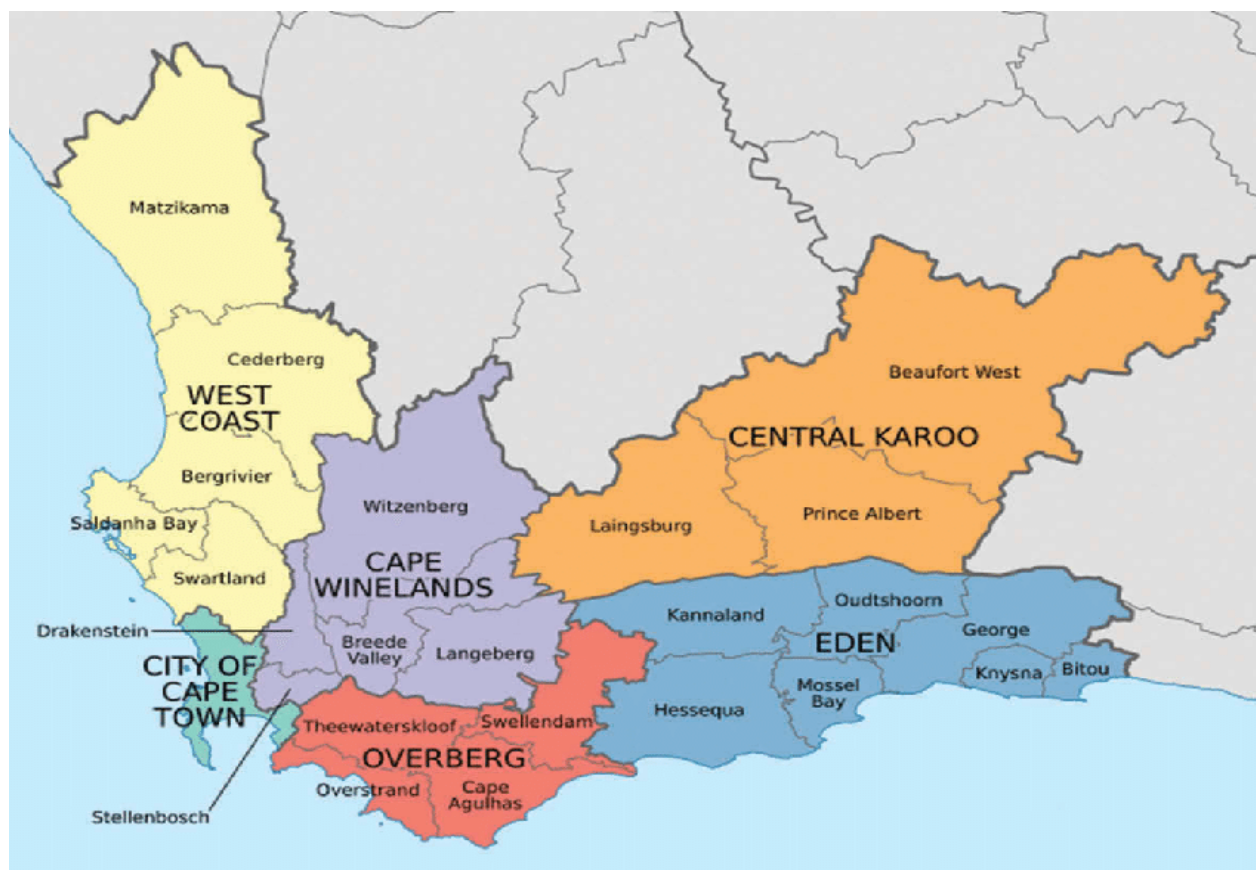 Matzikama
Cederberg
WEST
COAST
Bergrivier
Saldanha Bay
Swartland
Witzenberg
CAPE
WINELANDS
Drakenstein
Breede
Valley
Langeberg
Stellenbosch
CITY OF
CAPE
TOWN
Beaufort West
CENTRAL KAROO
Laingsburg
Prince Albert
Kannaland
Oudtshoorn
EDEN
George
Knysna
Bitou
Hessequa
Mossel
Bay
Theewaterskloof
Swellendam
OVERBERG
Overstrand
Cape
Agulhas